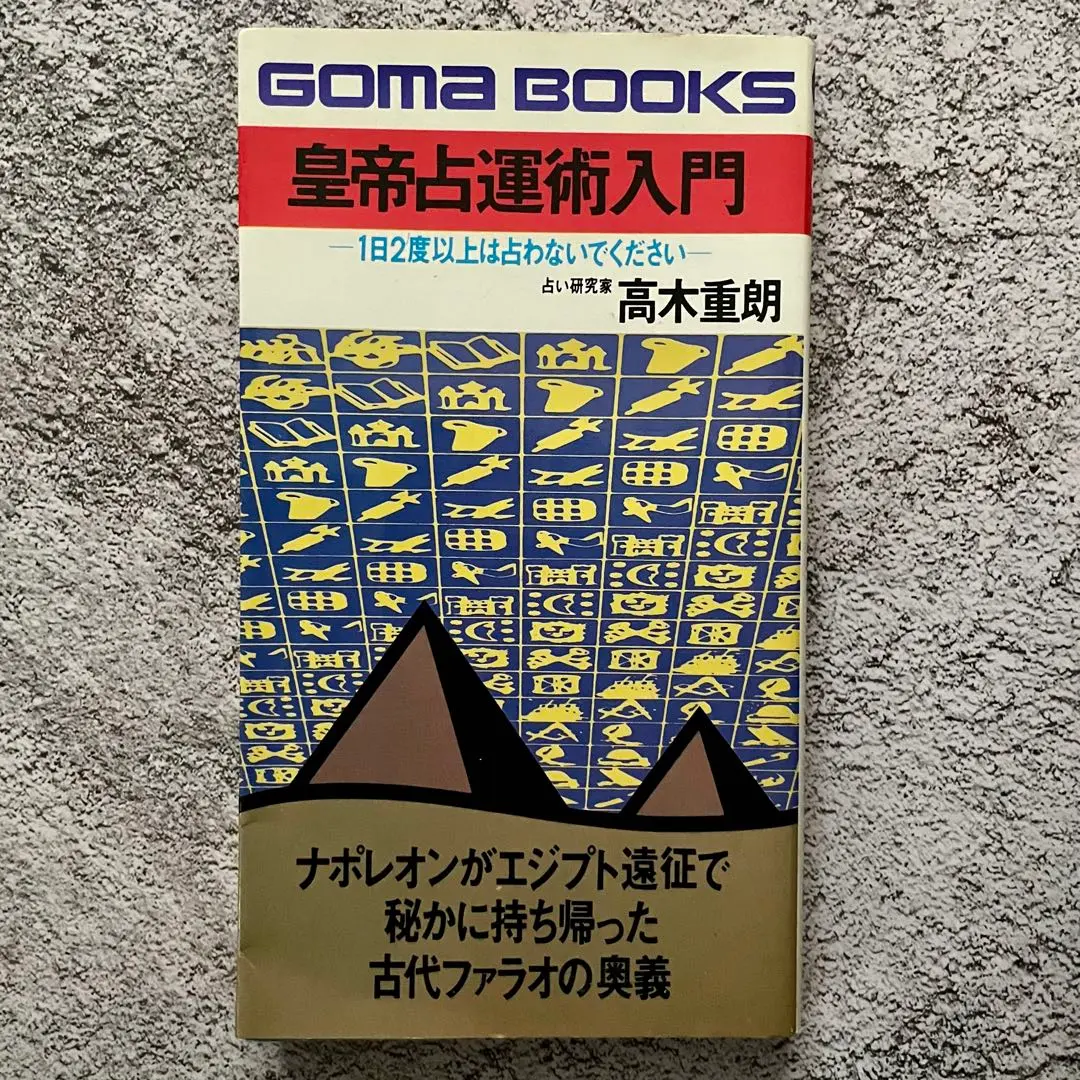 GOMA BOOKS
皇帝占運術入門
―1日2度以上は占わないでください―
占い研究家 高木重朗
ナポレオンがエジプト遠征で
秘かに持ち帰った
古代ファラオの奥義